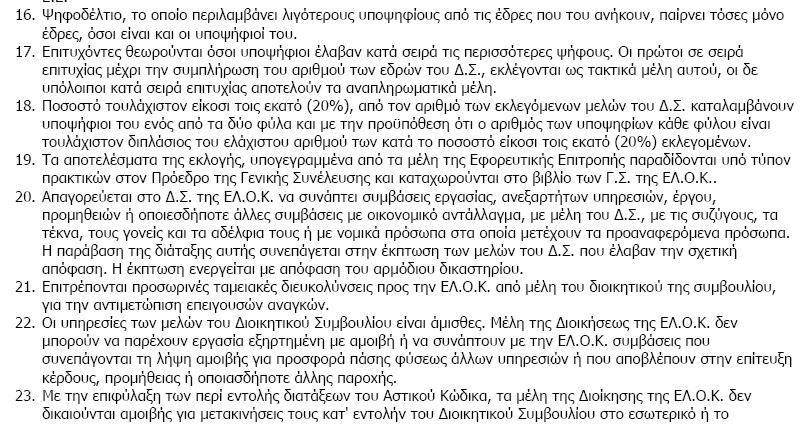 16. Ψηφοδέλτιο, το οποίο περιλαμβάνει λιγότερους υποψηφίους από τις έδρες που του ανήκουν, παίρνει τόσες μόνο
έδρες, όσοι είναι και οι υποψήφιοί του.
17. Επιτυχόντες θεωρούνται όσοι υποψήφιοι έλαβαν κατά σειρά τις περισσότερες ψήφους. Οι πρώτοι σε σειρά
επιτυχίας μέχρι την συμπλήρωση του αριθμού των εδρών του Δ.Σ., εκλέγονται ως τακτικά μέλη αυτού, οι δε
υπόλοιποι κατά σειρά επιτυχίας αποτελούν τα αναπληρωματικά μέλη.
18. Ποσοστό τουλάχιστον είκοσι τοις εκατό (20%), από τον αριθμό των εκλεγόμενων μελών του Δ.Σ. καταλαμβάνουν
υποψήφιοι του ενός από τα δύο φύλα και με την προϋπόθεση ότι ο αριθμός των υποψηφίων κάθε φύλου είναι
τουλάχιστον διπλάσιος του ελάχιστου αριθμού των κατά το ποσοστό είκοσι τοις εκατό (20%) εκλεγομένων.
19. Τα αποτελέσματα της εκλογής, υπογεγραμμένα από τα μέλη της Εφορευτικής Επιτροπής παραδίδονται υπό τύπον
πρακτικών στον Πρόεδρο της Γενικής Συνέλευσης και καταχωρούνται στο βιβλίο των Γ.Σ. της ΕΛ.Ο.Κ..
20. Απαγορεύεται στο Δ.Σ. της ΕΛ.Ο.Κ. να συνάπτει συμβάσεις εργασίας, ανεξαρτήτων υπηρεσιών, έργου,
προμηθειών ή οποιεσδήποτε άλλες συμβάσεις με οικονομικό αντάλλαγμα, με μέλη του Δ.Σ., με τις συζύγους, τα
τέκνα, τους γονείς και τα αδέλφια τους ή με νομικά πρόσωπα στα οποία μετέχουν τα προαναφερόμενα πρόσωπα.
Η παράβαση της διάταξης αυτής συνεπάγεται στην έκπτωση των μελών του Δ.Σ. που έλαβαν την σχετική
απόφαση. Η έκπτωση ενεργείται με απόφαση του αρμόδιου δικαστηρίου.
21. Επιτρέπονται προσωρινές ταμειακές διευκολύνσεις προς την ΕΛ.Ο.Κ. από μέλη του διοικητικού της συμβουλίου,
για την αντιμετώπιση επειγουσών αναγκών.
22. Οι υπηρεσίες των μελών του Διοικητικού Συμβουλίου είναι άμισθες. Μέλη της Διοικήσεως της ΕΛ.Ο.Κ. δεν
μπορούν να παρέχουν εργασία εξηρτημένη με αμοιβή ή να συνάπτουν με την ΕΛ.Ο.Κ. συμβάσεις που
συνεπάγονται τη λήψη αμοιβής για προσφορά πάσης φύσεως άλλων υπηρεσιών ή που αποβλέπουν στην επίτευξη
κέρδους, προμήθειας ή οποιασδήποτε άλλης παροχής.
23. Με την επιφύλαξη των περί εντολής διατάξεων του Αστικού Κώδικα, τα μέλη της Διοίκησης της ΕΛ.Ο.Κ. δεν
δικαιούνται αμοιβής για μετακινήσεις τους κατ' εντολήν του Διοικητικού Συμβουλίου στο εσωτερικό ή το